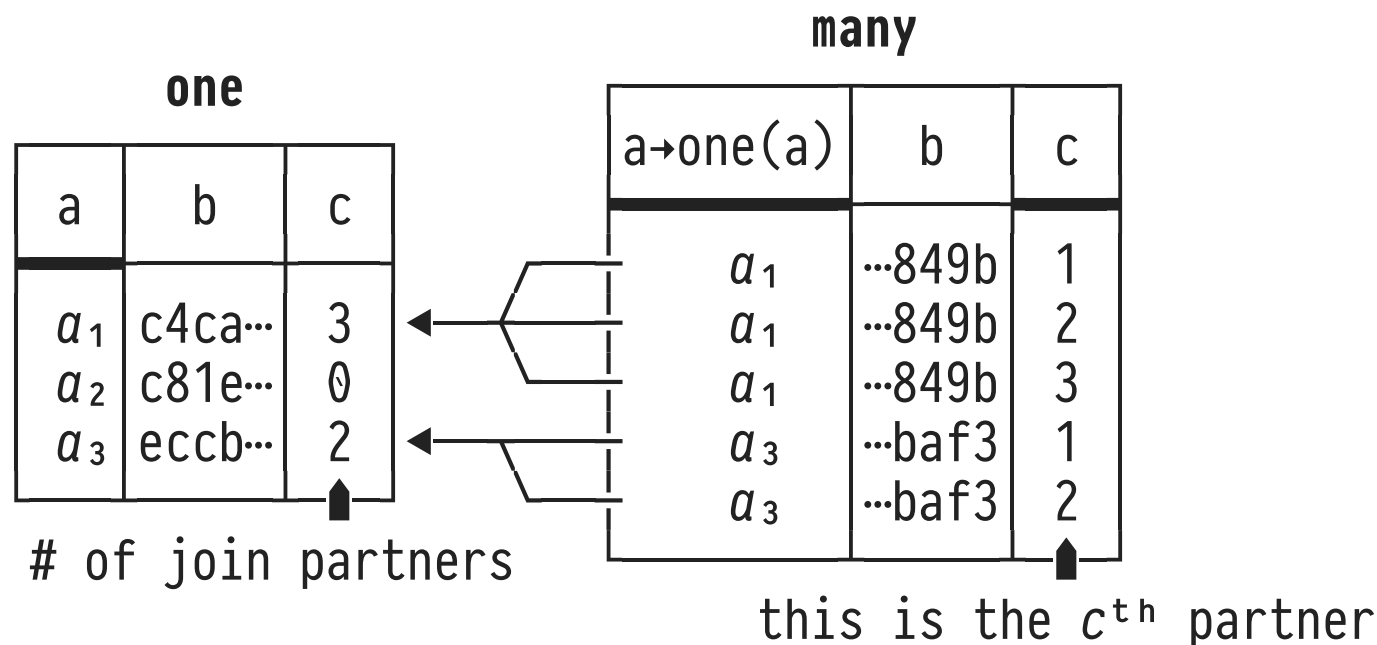 one
a b c
a₁ c4ca··· 3
a₂ c81e··· 0
a₃ eccb··· 2
# of join partners
many
a→one(a) b c
a₁ ···849b 1
a₁ ···849b 2
a₁ ···849b 3
a₃ ···baf3 1
a₃ ···baf3 2
this is the cᵗʰ partner